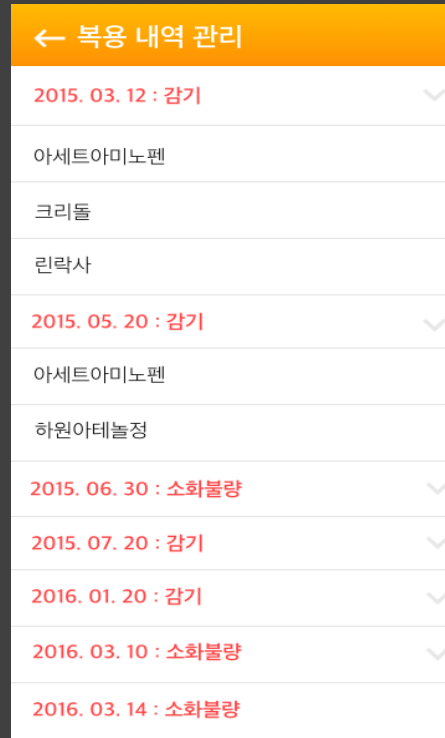 ← 복용 내역 관리
2015. 03. 12 : 감기
아세트아미노펜
크리돌
린락사
2015. 05. 20 : 감기
아세트아미노펜
하원아테놀정
2015. 06. 30 : 소화불량
2015. 07. 20 : 감기
2016. 01. 20 : 감기
2016. 03. 10 : 소화불량
2016. 03. 14 : 소화불량